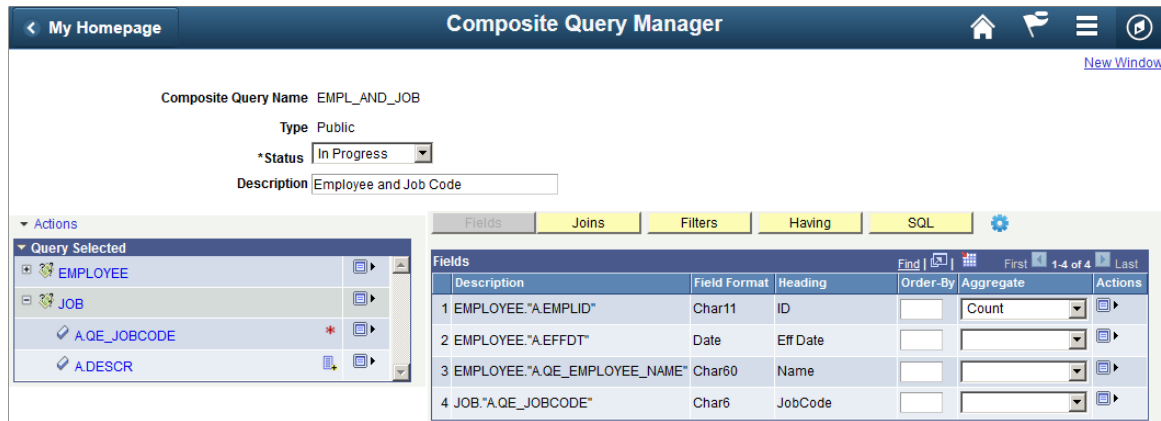 My Homepage
Composite Query Manager
New Window
Composite Query Name EMPL_AND_JOB
Type Public
*Status In Progress
Description Employee and Job Code
Actions
Query Selected
EMPLOYEE
JOB
A.QE_JOBCODE *
A.DESCR
Fields Joins Filters Having SQL
Fields Find | | First 1-4 of 4 Last
Description Field Format Heading Order-By Aggregate Actions
1 EMPLOYEE."A.EMPLID" Char11 ID Count
2 EMPLOYEE."A.EFFDT" Date Eff Date
3 EMPLOYEE."A.QE_EMPLOYEE_NAME" Char60 Name
4 JOB."A.QE_JOBCODE" Char6 JobCode